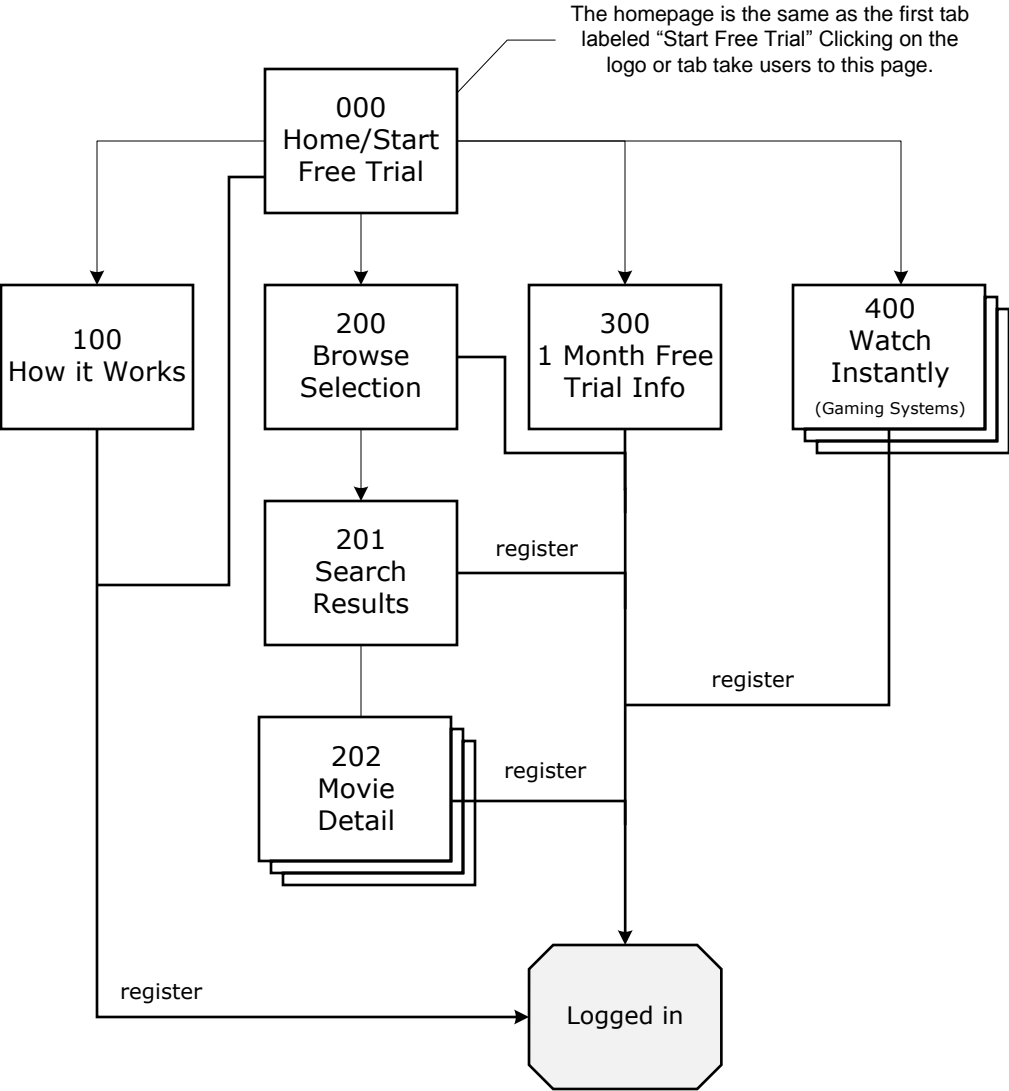 The homepage is the same as the first tab
labeled “Start Free Trial” Clicking on the
logo or tab take users to this page.
000
Home/Start
Free Trial
100
How it Works
200
Browse
Selection
300
1 Month Free
Trial Info
400
Watch
Instantly
(Gaming Systems)
201
Search
Results
register
register
202
Movie
Detail
register
register
Logged in